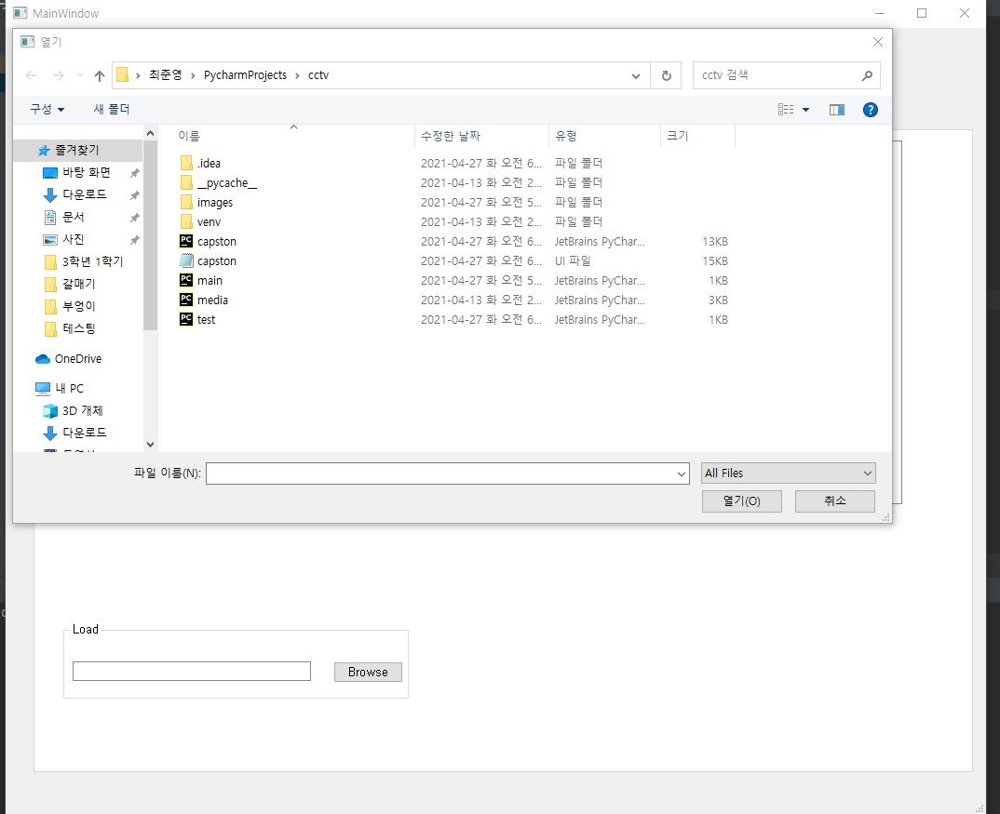 MainWindow
열기
최준영 > PycharmProjects > cctv
cctv 검색
구성
새 폴더
이름 수정한 날짜 유형 크기
즐겨찾기
바탕 화면
다운로드
문서
사진
3학년 1학기
갈매기
부엉이
테스팅
OneDrive
내 PC
3D 개체
다운로드
.idea 2021-04-27 화 오전 6... 파일 폴더
__pycache__ 2021-04-13 화 오전 2... 파일 폴더
images 2021-04-27 화 오전 5... 파일 폴더
venv 2021-04-13 화 오전 2... 파일 폴더
capston 2021-04-27 화 오전 6... JetBrains PyChar... 13KB
capston 2021-04-27 화 오전 6... UI 파일 15KB
main 2021-04-27 화 오전 5... JetBrains PyChar... 1KB
media 2021-04-13 화 오전 2... JetBrains PyChar... 3KB
test 2021-04-27 화 오전 6... JetBrains PyChar... 1KB
파일 이름(N):
All Files
열기(O) 취소
Load
Browse